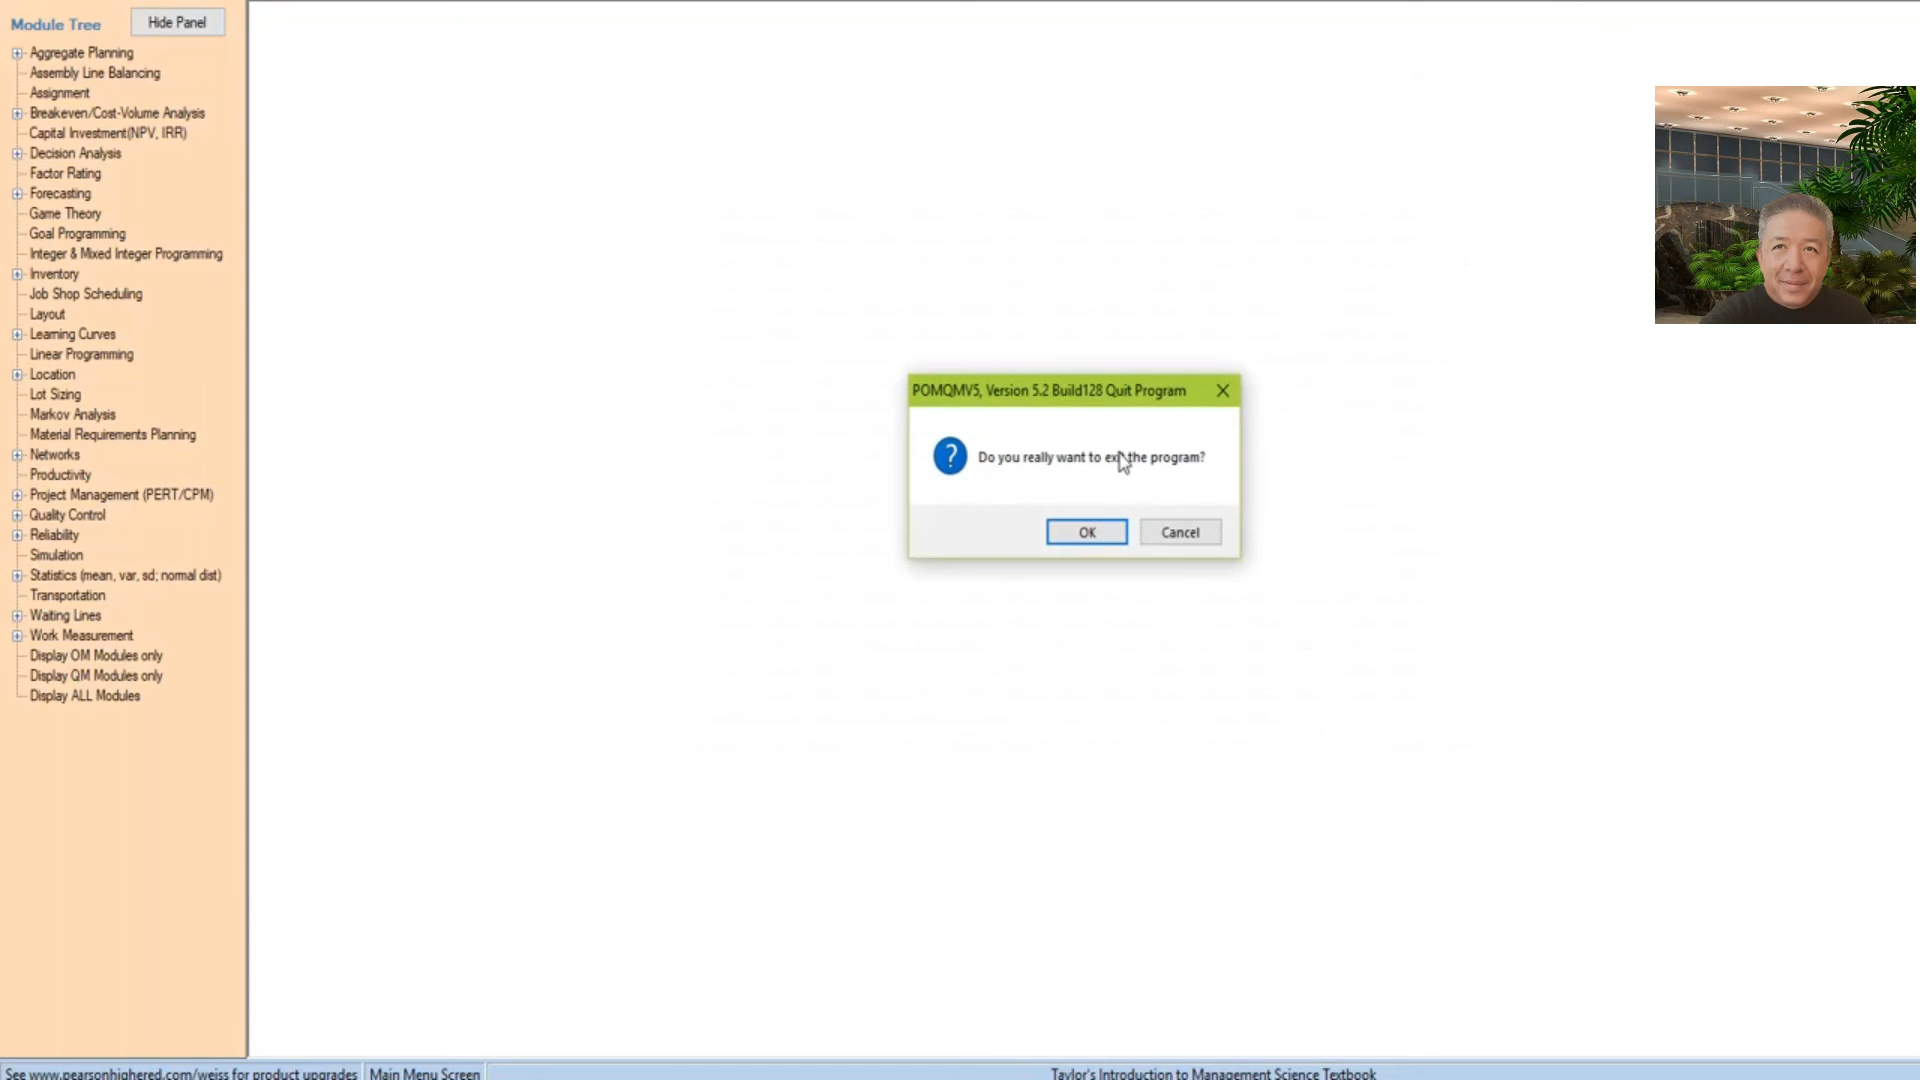 Module Tree
Hide Panel
Aggregate Planning
Assembly Line Balancing
Assignment
Breakeven/Cost-Volume Analysis
Capital Investment(NPV, IRR)
Decision Analysis
Factor Rating
Forecasting
Game Theory
Goal Programming
Integer & Mixed Integer Programming
Inventory
Job Shop Scheduling
Layout
Learning Curves
Linear Programming
Location
Lot Sizing
Markov Analysis
Material Requirements Planning
Networks
Productivity
Project Management (PERT/CPM)
Quality Control
Reliability
Simulation
Statistics (mean, var, sd; normal dist)
Transportation
Waiting Lines
Work Measurement
Display OM Modules only
Display QM Modules only
Display ALL Modules
POMQMV5, Version 5.2 Build128 Quit Program
Do you really want to exit the program?
OK
Cancel
See www.pearsonhighered.com/weiss for product upgrades
Main Menu Screen
Taylor's Introduction to Management Science Textbook